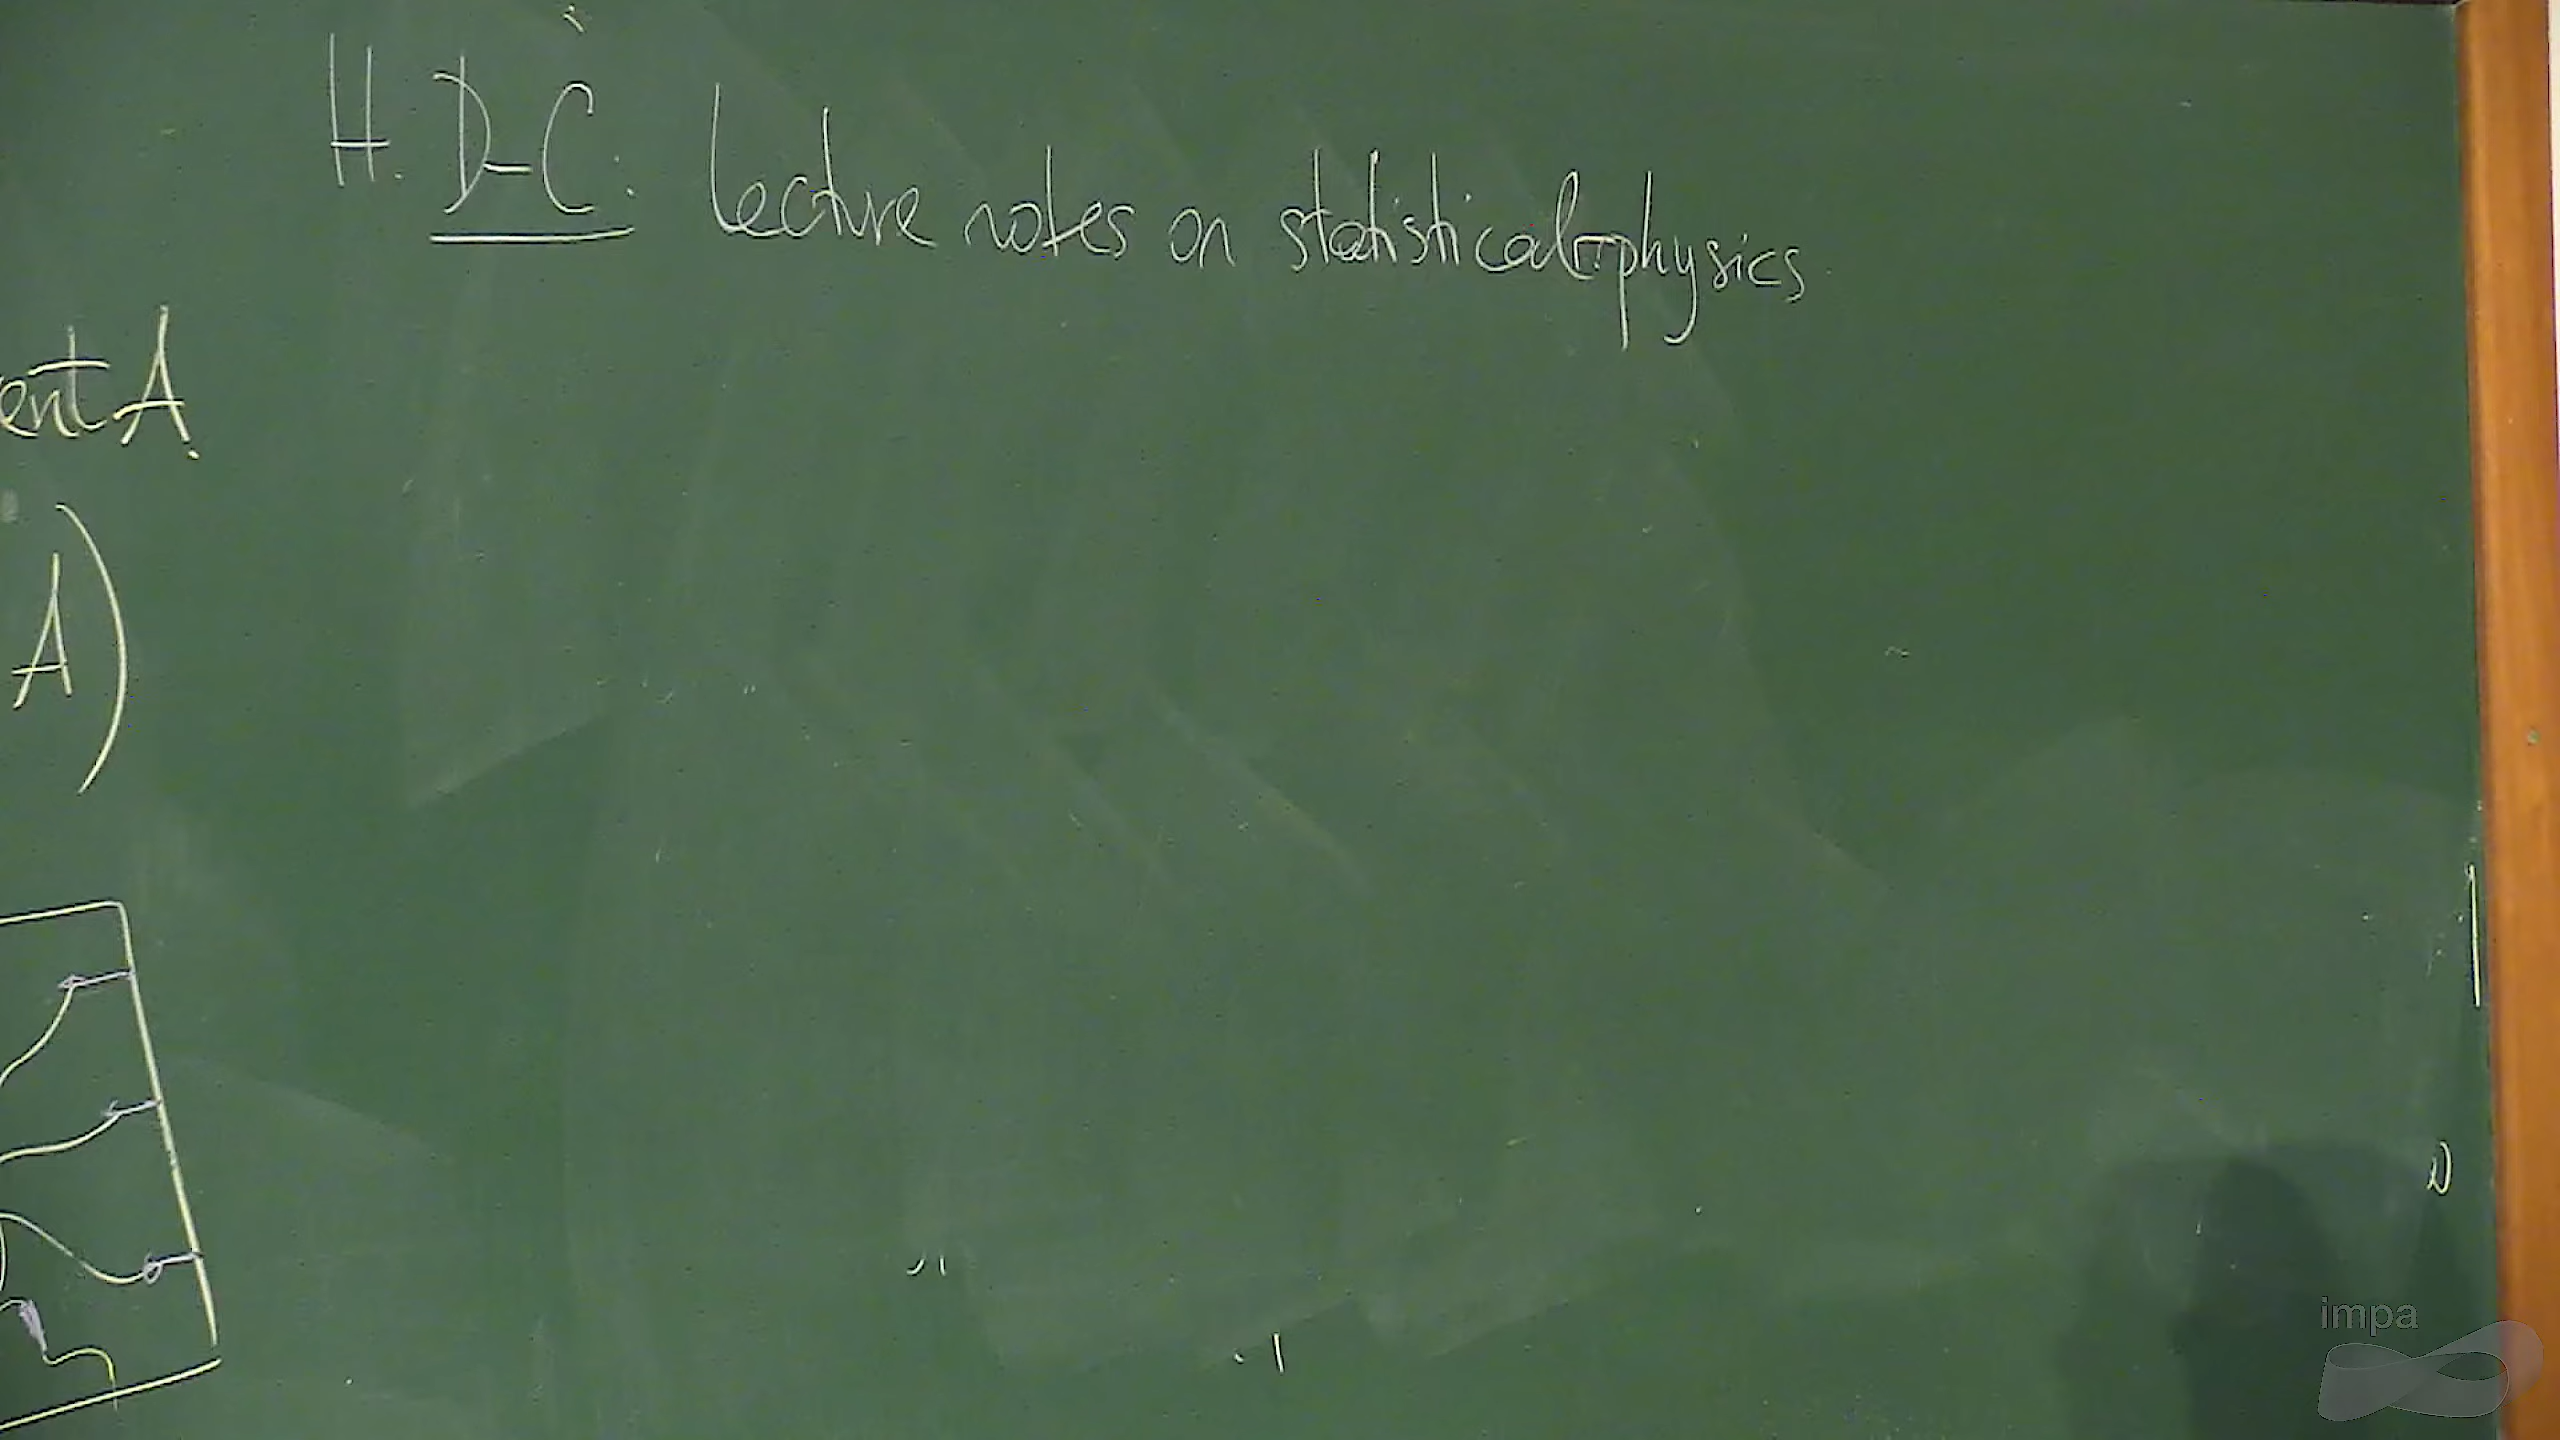 H. D-C: Lecture notes on statistical physics
ent A.
A)
impa